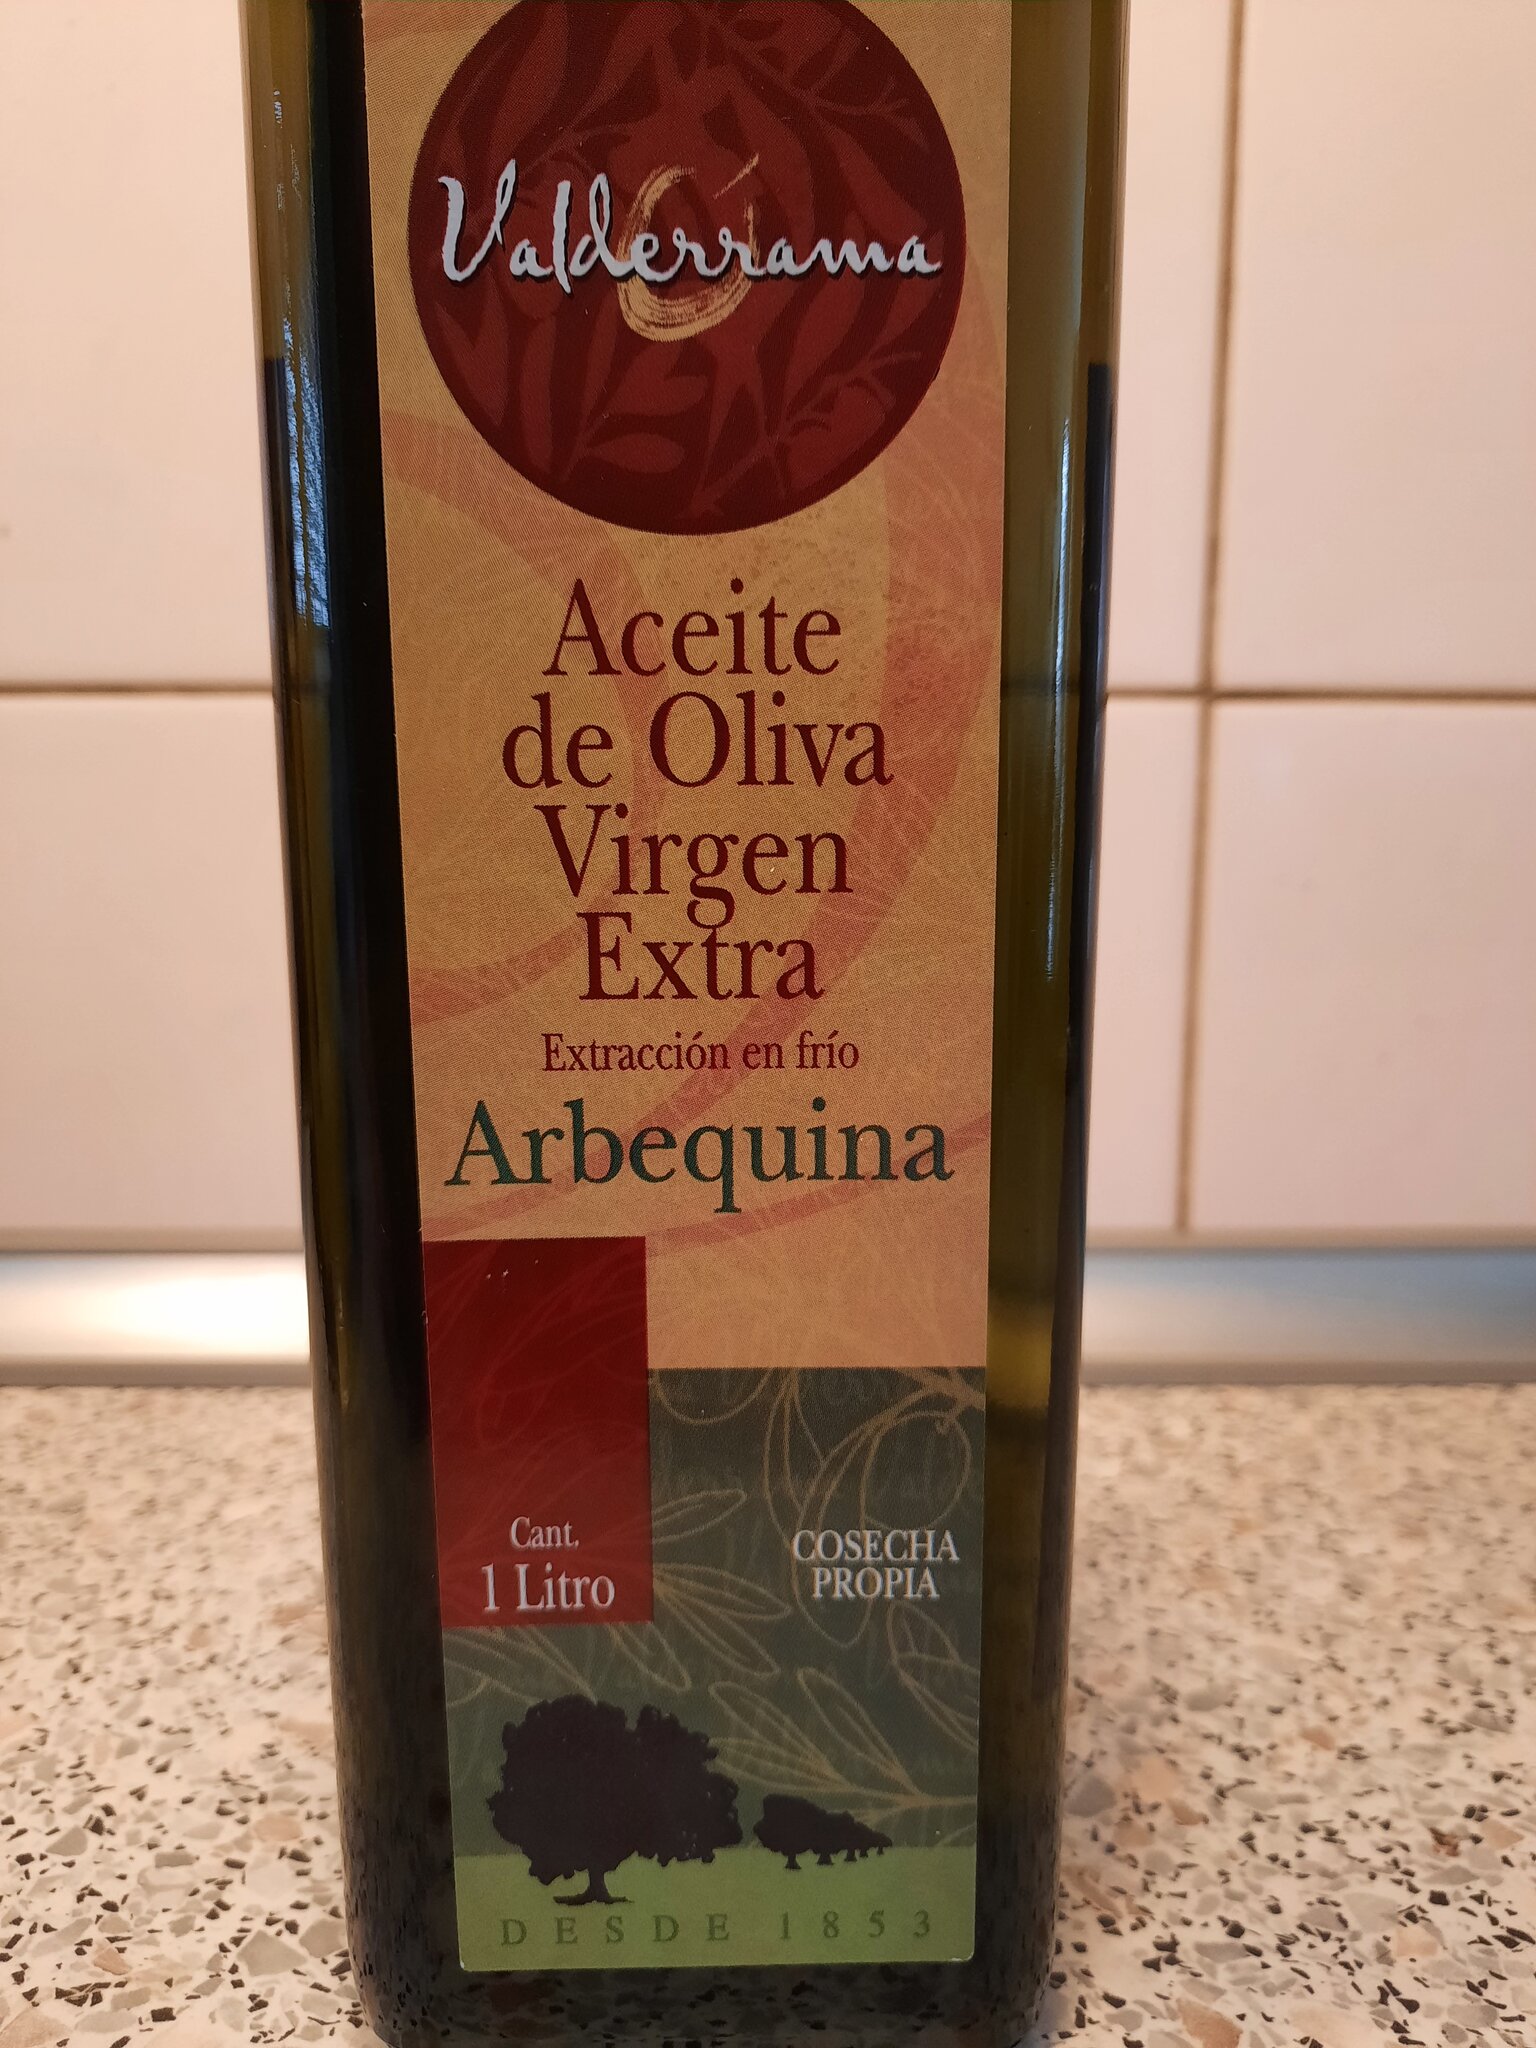 Valderrama
Aceite
de Oliva
Virgen
Extra
Extracción en frío
Arbequina
Cant.
1 Litro
COSECHA
PROPIA
DESDE 1853